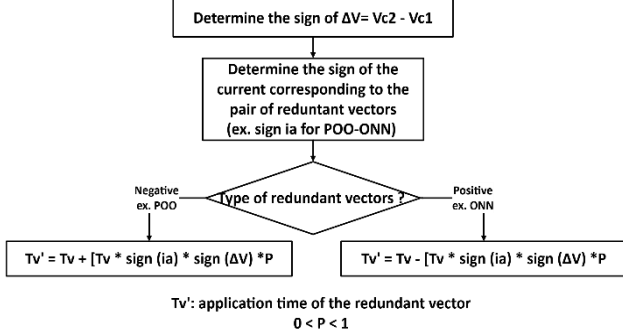 Determine the sign of ΔV= Vc2 - Vc1
Determine the sign of the
current corresponding to the
pair of reduntant vectors
(ex. sign ia for POO-ONN)
Type of redundant vectors ?
Negative
ex. POO
Positive
ex. ONN
Tv' = Tv + [Tv * sign (ia) * sign (ΔV) *P
Tv' = Tv - [Tv * sign (ia) * sign (ΔV) *P
Tv': application time of the redundant vector
0 < P < 1